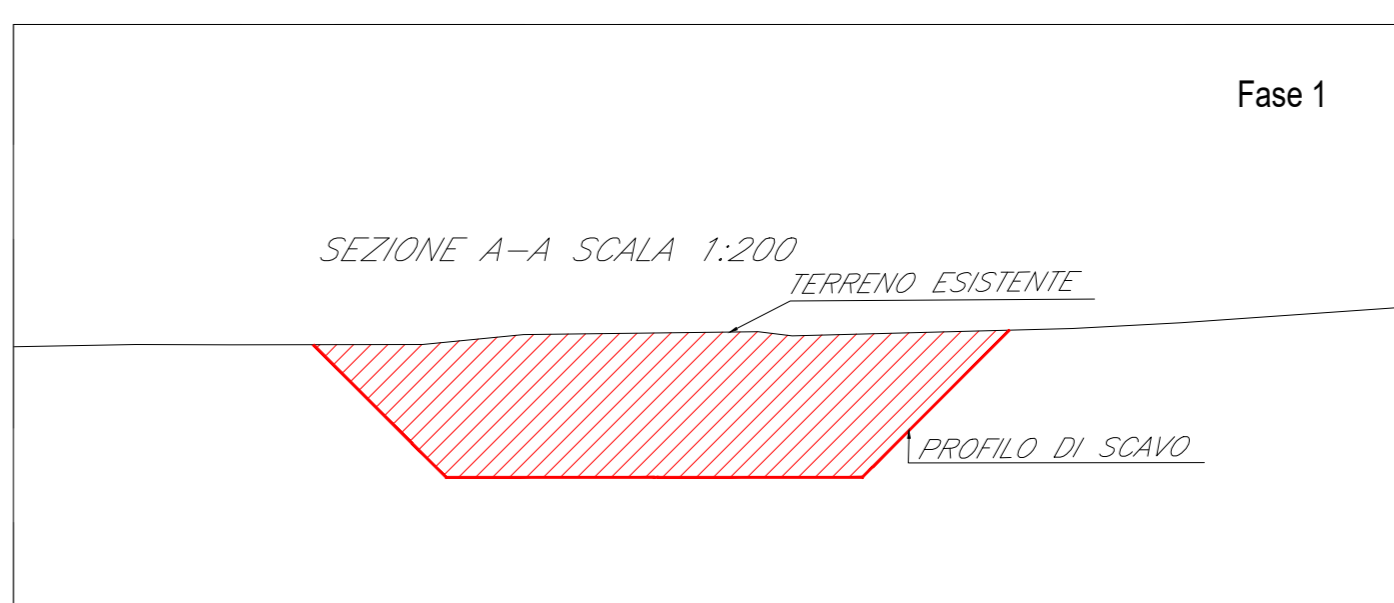 Fase 1
SEZIONE A-A SCALA 1:200
TERRENO ESISTENTE
PROFILO DI SCAVO